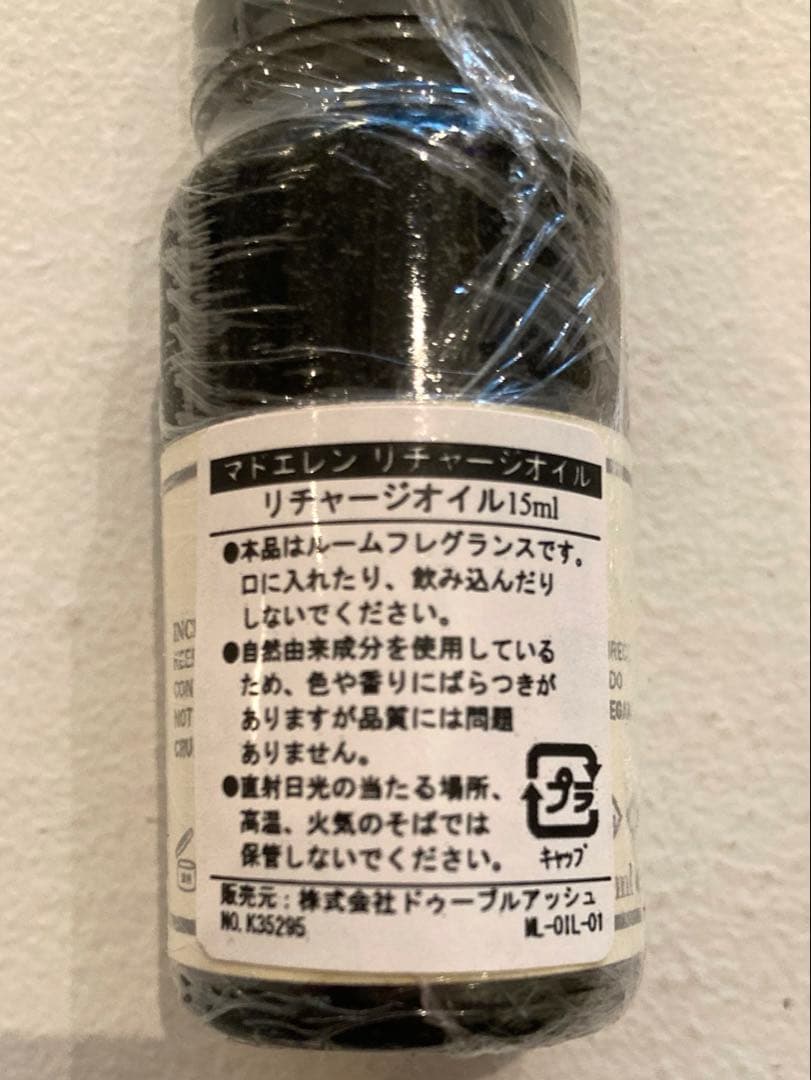 マドエレン リチャージオイル
リチャージオイル15ml
●本品はルームフレグランスです。
口に入れたり、飲み込んだり
しないでください。
●自然由来成分を使用している
ため、色や香りにばらつきが
ありますが品質には問題
ありません。
●直射日光の当たる場所、
高温、火気のそばでは
保管しないでください。
プラ
キャップ
販売元：株式会社ドゥーブルアッシュ
NO.K35295 ML-OIL-01
INCI
KEEP
CON
NOT
CRU
DO